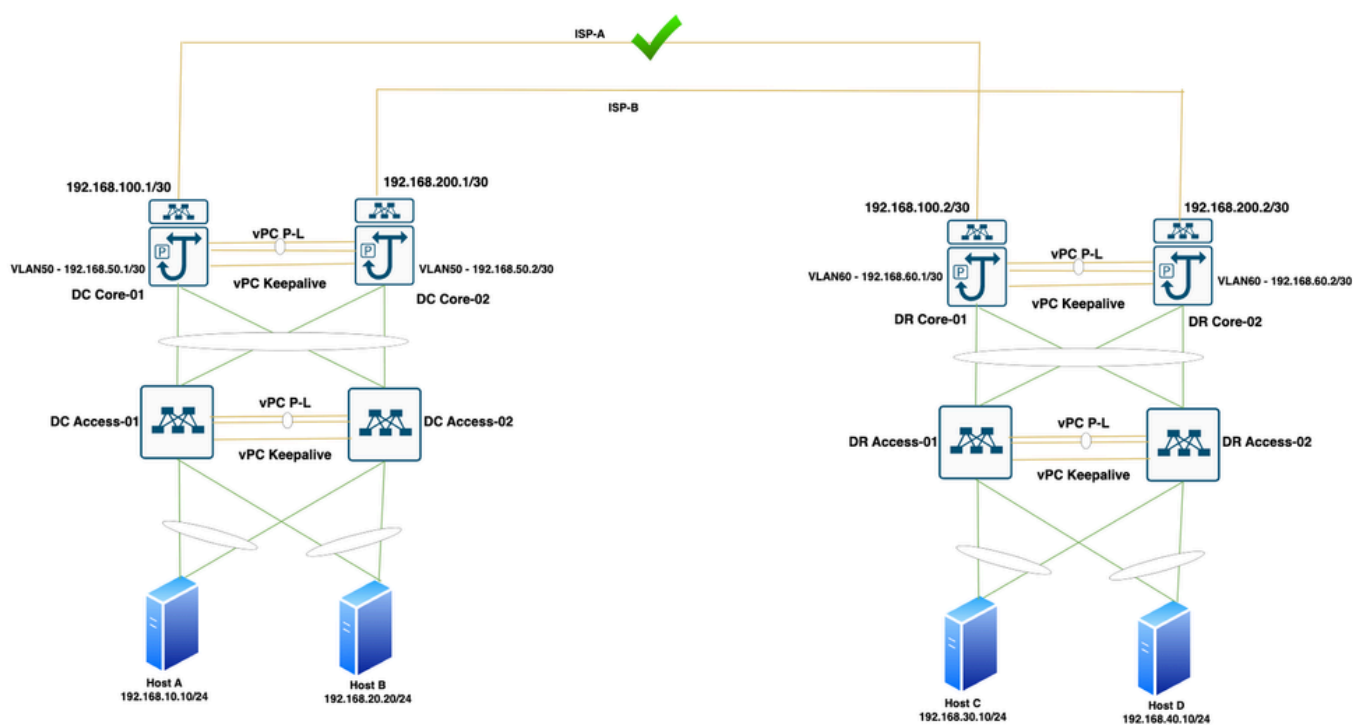 ISP-A
ISP-B
192.168.100.1/30
192.168.200.1/30
192.168.100.2/30
192.168.200.2/30
vPC P-L
VLAN50 - 192.168.50.1/30
VLAN50 - 192.168.50.2/30
vPC Keepalive
DC Core-01
DC Core-02
P
P
vPC P-L
VLAN60 - 192.168.60.1/30
VLAN60 - 192.168.60.2/30
vPC Keepalive
DR Core-01
DR Core-02
P
P
vPC P-L
DC Access-01
DC Access-02
vPC Keepalive
vPC P-L
DR Access-01
DR Access-02
vPC Keepalive
Host A
192.168.10.10/24
Host B
192.168.20.20/24
Host C
192.168.30.10/24
Host D
192.168.40.10/24